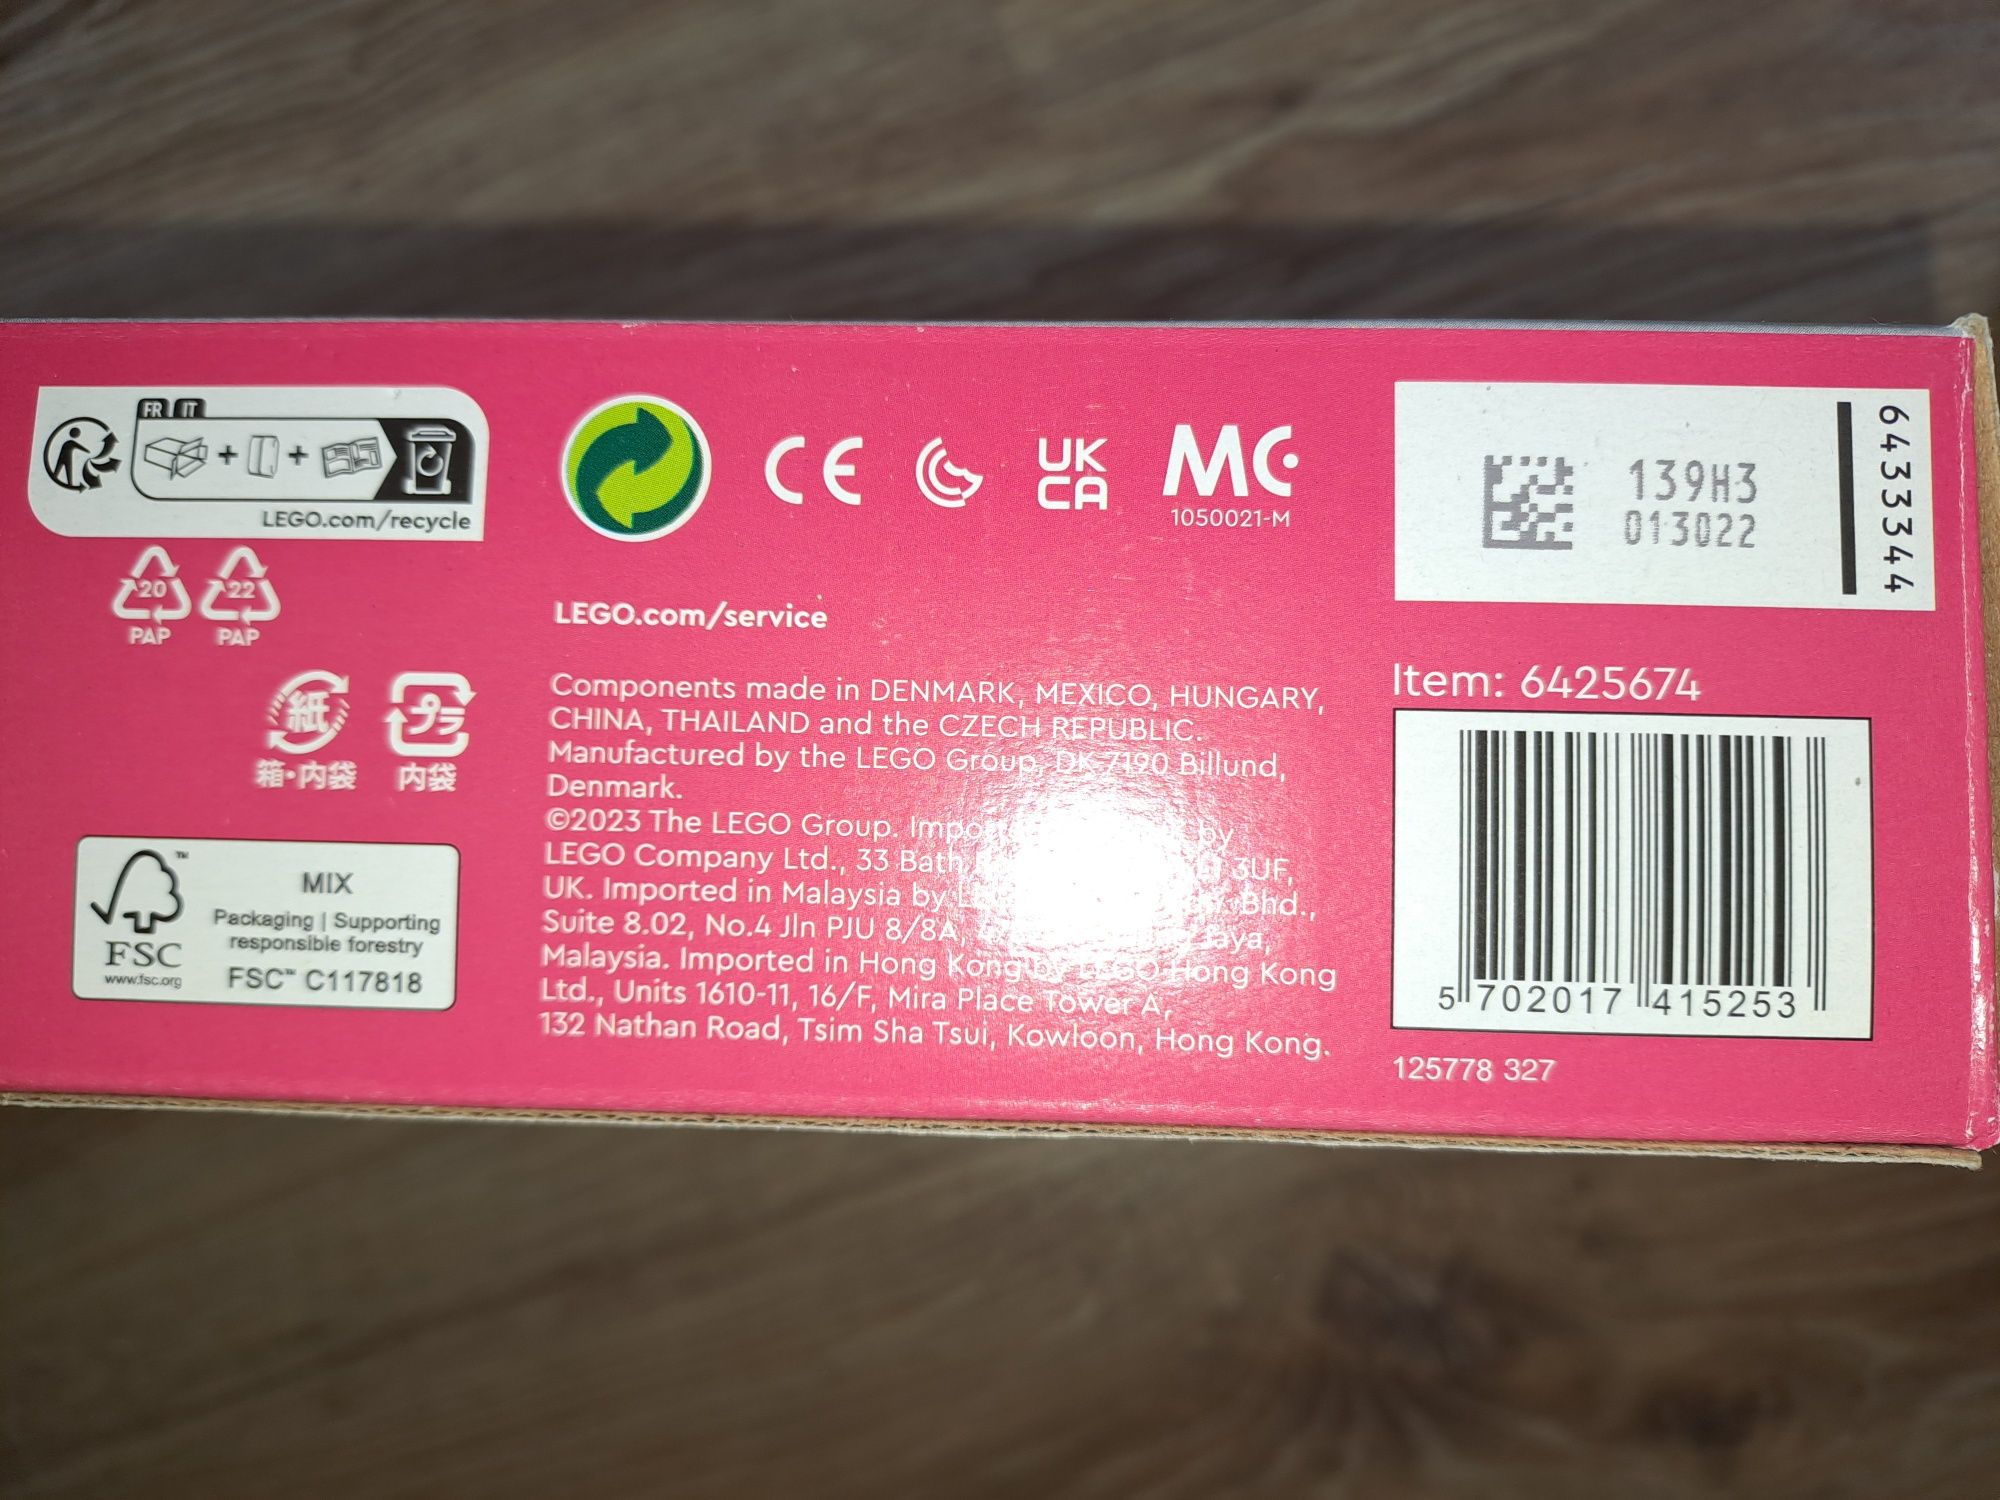 FR IT
LEGO.com/recycle
20 22
PAP PAP
紙 プラ
箱・内袋 内袋
FSC
www.fsc.org
™
MIX
Packaging | Supporting
responsible forestry
FSC™ C117818
CE
UK
CA
MC
1050021-M
LEGO.com/service
Components made in DENMARK, MEXICO, HUNGARY,
CHINA, THAILAND and the CZECH REPUBLIC.
Manufactured by the LEGO Group, DK-7190 Billund,
Denmark.
©2023 The LEGO Group. by
LEGO Company Ltd., 33 Bath 3UF,
UK. Imported in Malaysia by Bhd.,
Suite 8.02, No.4 Jln PJU 8/8A, Jaya,
Malaysia. Imported in Hong Kong by LEGO Hong Kong
Ltd., Units 1610-11, 16/F, Mira Place Tower A,
132 Nathan Road, Tsim Sha Tsui, Kowloon, Hong Kong.
139H3
013022
6433344
Item: 6425674
5 702017 415253
125778 327